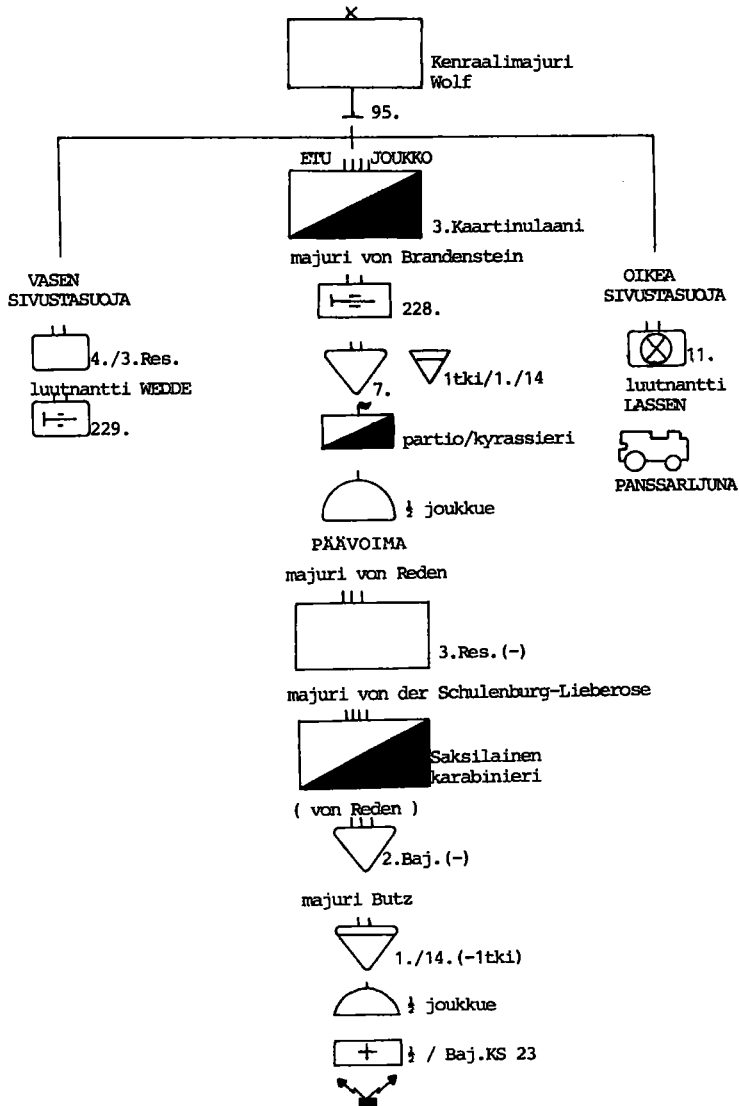 Kenraalimajuri
Wolf
95.
ETU JOUKKO
3.Kaartinulaani
majuri von Brandenstein
228.
7.
1tki/1./14
partio/kyrassieri
½ joukkue
VASEN
SIVUSTASUOJA
4./3.Res.
luutnantti WEDDE
229.
OIKEA
SIVUSTASUOJA
11.
luutnantti
LASSEN
PANSSARIJUNA
PÄÄVOIMA
majuri von Reden
3.Res.(-)
majuri von der Schulenburg-Lieberose
Saksilainen
karabinieri
( von Reden )
2.Baj.(-)
majuri Butz
1./14.(-1tki)
½ joukkue
½ / Baj.KS 23